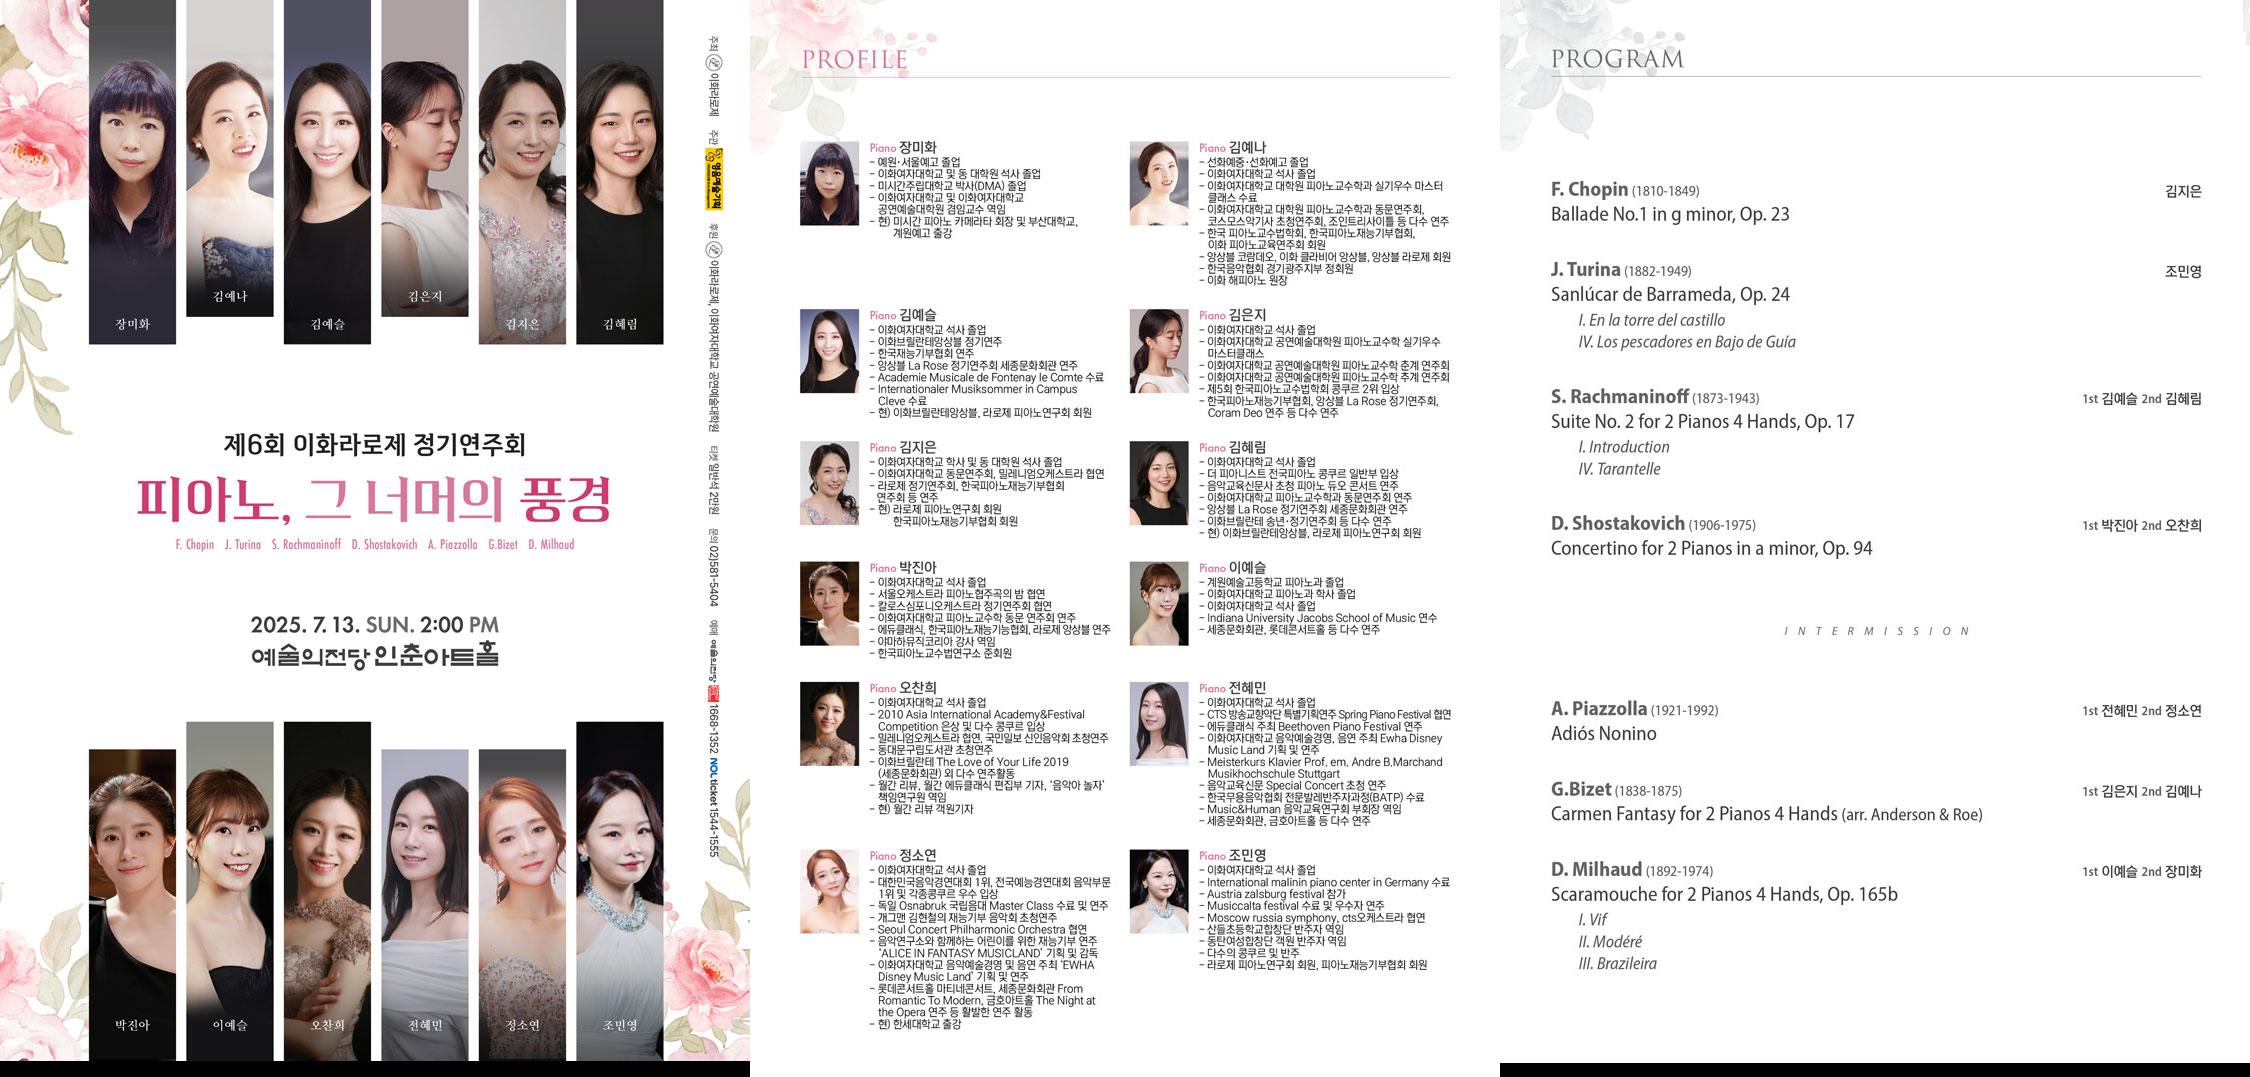 장미화
김예나
김예슬
김은지
김지은
김혜림
제6회 이화라로제 정기연주회
피아노, 그 너머의 풍경
F. Chopin J. Turina S. Rachmaninoff D. Shostakovich A. Piazzolla G.Bizet D. Milhaud
2025. 7. 13. SUN. 2:00 PM
예술의전당 인춘아트홀
박진아
이예슬
오찬희
전혜민
정소연
조민영
주최 이화라로제 주관 영음예술기획 후원 이화라로제, 이화여자대학교 공연예술대학원 티켓 일반석 2만원 문의 02)581-5404 예매 예술의전당 1668-1352 NOL ticket 1544-1555
PROFILE
Piano 장미화
- 예원·서울예고 졸업
- 이화여자대학교 및 동 대학원 석사 졸업
- 미시간주립대학교 박사(DMA) 졸업
- 이화여자대학교 및 이화여자대학교
공연예술대학원 겸임교수 역임
- 현) 미시간 피아노 카메라타 회장 및 부산대학교,
계원예고 출강
Piano 김예나
- 선화예중·선화예고 졸업
- 이화여자대학교 석사 졸업
- 이화여자대학교 대학원 피아노교수학과 실기우수 마스터
클래스 수료
- 이화여자대학교 대학원 피아노교수학과 동문연주회,
코스모스악기사 초청연주회, 조인트리사이틀 등 다수 연주
- 한국 피아노교수법학회, 한국피아노재능기부협회,
이화 피아노교육연주회 회원
- 앙상블 코람데오, 이화 클라비어 앙상블, 앙상블 라로제 회원
- 한국음악협회 경기광주지부 정회원
- 이화 해피아노 원장
Piano 김예슬
- 이화여자대학교 석사 졸업
- 이화브릴란테앙상블 정기연주
- 한국재능기부협회 연주
- 앙상블 La Rose 정기연주회 세종문화회관 연주
- Academie Musicale de Fontenay le Comte 수료
- Internationaler Musiksommer in Campus
Cleve 수료
- 현) 이화브릴란테앙상블, 라로제 피아노연구회 회원
Piano 김은지
- 이화여자대학교 석사 졸업
- 이화여자대학교 공연예술대학원 피아노교수학 실기우수
마스터클래스
- 이화여자대학교 공연예술대학원 피아노교수학 춘계 연주회
- 이화여자대학교 공연예술대학원 피아노교수학 추계 연주회
- 제5회 한국피아노교수법학회 콩쿠르 2위 입상
- 한국피아노재능기부협회, 앙상블 La Rose 정기연주회,
Coram Deo 연주 등 다수 연주
Piano 김지은
- 이화여자대학교 학사 및 동 대학원 석사 졸업
- 이화여자대학교 동문연주회, 밀레니엄오케스트라 협연
- 라로제 정기연주회, 한국피아노재능기부협회
연주회 등 연주
- 현) 라로제 피아노연구회 회원
한국피아노재능기부협회 회원
Piano 김혜림
- 이화여자대학교 석사 졸업
- 더 피아니스트 전국피아노 콩쿠르 일반부 입상
- 음악교육신문사 초청 피아노 듀오 콘서트 연주
- 이화여자대학교 피아노교수학과 동문연주회 연주
- 앙상블 La Rose 정기연주회 세종문화회관 연주
- 이화브릴란테 송년·정기연주회 등 다수 연주
- 현) 이화브릴란테앙상블, 라로제 피아노연구회 회원
Piano 박진아
- 이화여자대학교 석사 졸업
- 서울오케스트라 피아노협주곡의 밤 협연
- 칼로스심포니오케스트라 정기연주회 협연
- 이화여자대학교 피아노교수학 동문 연주회 연주
- 에듀클래식, 한국피아노재능기능협회, 라로제 앙상블 연주
- 야마하뮤직코리아 강사 역임
- 한국피아노교수법연구소 준회원
Piano 이예슬
- 계원예술고등학교 피아노과 졸업
- 이화여자대학교 피아노과 학사 졸업
- 이화여자대학교 석사 졸업
- Indiana University Jacobs School of Music 연수
- 세종문화회관, 롯데콘서트홀 등 다수 연주
Piano 오찬희
- 이화여자대학교 석사 졸업
- 2010 Asia International Academy&Festival
Competition 은상 및 다수 콩쿠르 입상
- 밀레니엄오케스트라 협연, 국민일보 신인음악회 초청연주
- 동대문구립도서관 초청연주
- 이화브릴란테 The Love of Your Life 2019
(세종문화회관) 외 다수 연주활동
- 월간 리뷰, 월간 에듀클래식 편집부 기자, '음악아 놀자'
책임연구원 역임
- 현) 월간 리뷰 객원기자
Piano 전혜민
- 이화여자대학교 석사 졸업
- CTS 방송교향악단 특별기획연주 Spring Piano Festival 협연
- 에듀클래식 주최 Beethoven Piano Festival 연주
- 이화여자대학교 음악예술경영, 음연 주최 Ewha Disney
Music Land 기획 및 연주
- Meisterkurs Klavier Prof. em. Andre B.Marchand
Musikhochschule Stuttgart
- 음악교육신문 Special Concert 초청 연주
- 한국무용음악협회 전문발레반주자과정(BATP) 수료
- Music&Human 음악교육연구회 부회장 역임
- 세종문화회관, 금호아트홀 등 다수 연주
Piano 정소연
- 이화여자대학교 석사 졸업
- 대한민국음악경연대회 1위, 전국예능경연대회 음악부문
1위 및 각종콩쿠르 우수 입상
- 독일 Osnabruk 국립음대 Master Class 수료 및 연주
- 개그맨 김현철의 재능기부 음악회 초청연주
- Seoul Concert Philharmonic Orchestra 협연
- 음악연구소와 함께하는 어린이를 위한 재능기부 연주
'ALICE IN FANTASY MUSICLAND' 기획 및 감독
- 이화여자대학교 음악예술경영 및 음연 주최 'EWHA
Disney Music Land' 기획 및 연주
- 롯데콘서트홀 마티네콘서트, 세종문화회관 From
Romantic To Modern, 금호아트홀 The Night at
the Opera 연주 등 활발한 연주 활동
- 현) 한세대학교 출강
Piano 조민영
- 이화여자대학교 석사 졸업
- International malinin piano center in Germany 수료
- Austria zalsburg festival 참가
- Musiccalta festival 수료 및 우수자 연주
- Moscow russia symphony, cts오케스트라 협연
- 산들초등학교합창단 반주자 역임
- 동탄여성합창단 객원 반주자 역임
- 다수의 콩쿠르 및 반주
- 라로제 피아노연구회 회원, 피아노재능기부협회 회원
PROGRAM
F. Chopin (1810-1849) 김지은
Ballade No.1 in g minor, Op. 23
J. Turina (1882-1949) 조민영
Sanlúcar de Barrameda, Op. 24
I. En la torre del castillo
IV. Los pescadores en Bajo de Guía
S. Rachmaninoff (1873-1943) 1st 김예슬 2nd 김혜림
Suite No. 2 for 2 Pianos 4 Hands, Op. 17
I. Introduction
IV. Tarantelle
D. Shostakovich (1906-1975) 1st 박진아 2nd 오찬희
Concertino for 2 Pianos in a minor, Op. 94
INTERMISSION
A. Piazzolla (1921-1992) 1st 전혜민 2nd 정소연
Adiós Nonino
G.Bizet (1838-1875) 1st 김은지 2nd 김예나
Carmen Fantasy for 2 Pianos 4 Hands (arr. Anderson & Roe)
D. Milhaud (1892-1974) 1st 이예슬 2nd 장미화
Scaramouche for 2 Pianos 4 Hands, Op. 165b
I. Vif
II. Modéré
III. Brazileira